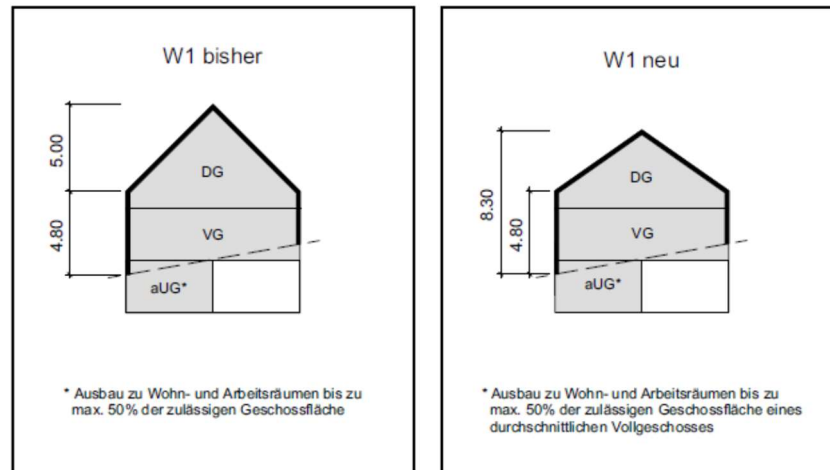 W1 bisher
5.00
4.80
DG
VG
aUG*
* Ausbau zu Wohn- und Arbeitsräumen bis zu
max. 50% der zulässigen Geschossfläche
W1 neu
8.30
4.80
DG
VG
aUG*
* Ausbau zu Wohn- und Arbeitsräumen bis zu
max. 50% der zulässigen Geschossfläche eines
durchschnittlichen Vollgeschosses